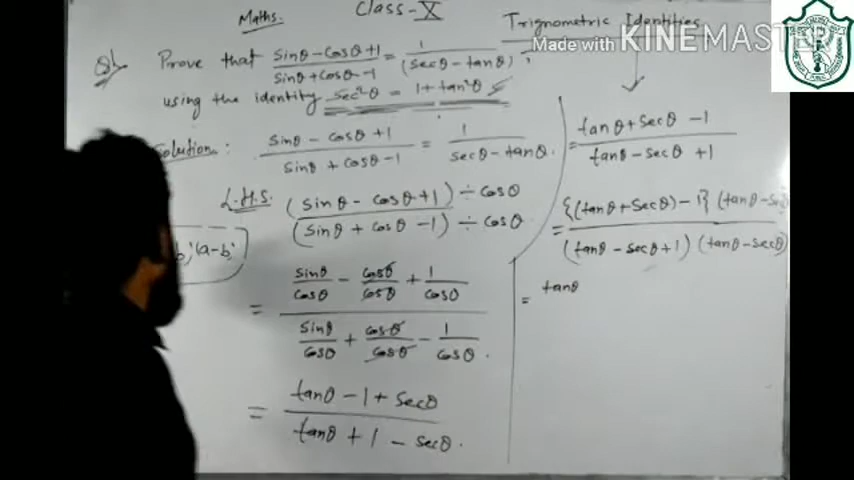 Maths.
Class-X
Trignometric Identities
Made with KINEMASTER
Q1 Prove that (sinθ - cosθ + 1)/(sinθ + cosθ - 1) = 1/(secθ - tanθ),
using the identity sec²θ = 1 + tan²θ
Solution: (sinθ - cosθ + 1)/(sinθ + cosθ - 1) = 1/(secθ - tanθ).
L.H.S. (sinθ - cosθ + 1) ÷ cosθ
(sinθ + cosθ - 1) ÷ cosθ
b) (a-b)
= (sinθ/cosθ - cosθ/cosθ + 1/cosθ)/(sinθ/cosθ + cosθ/cosθ - 1/cosθ).
= (tanθ - 1 + secθ)/(tanθ + 1 - secθ).
= (tanθ + secθ - 1)/(tanθ - secθ + 1)
= {(tanθ + secθ) - 1} (tanθ - secθ)/(tanθ - secθ + 1) (tanθ - secθ)
= tanθ